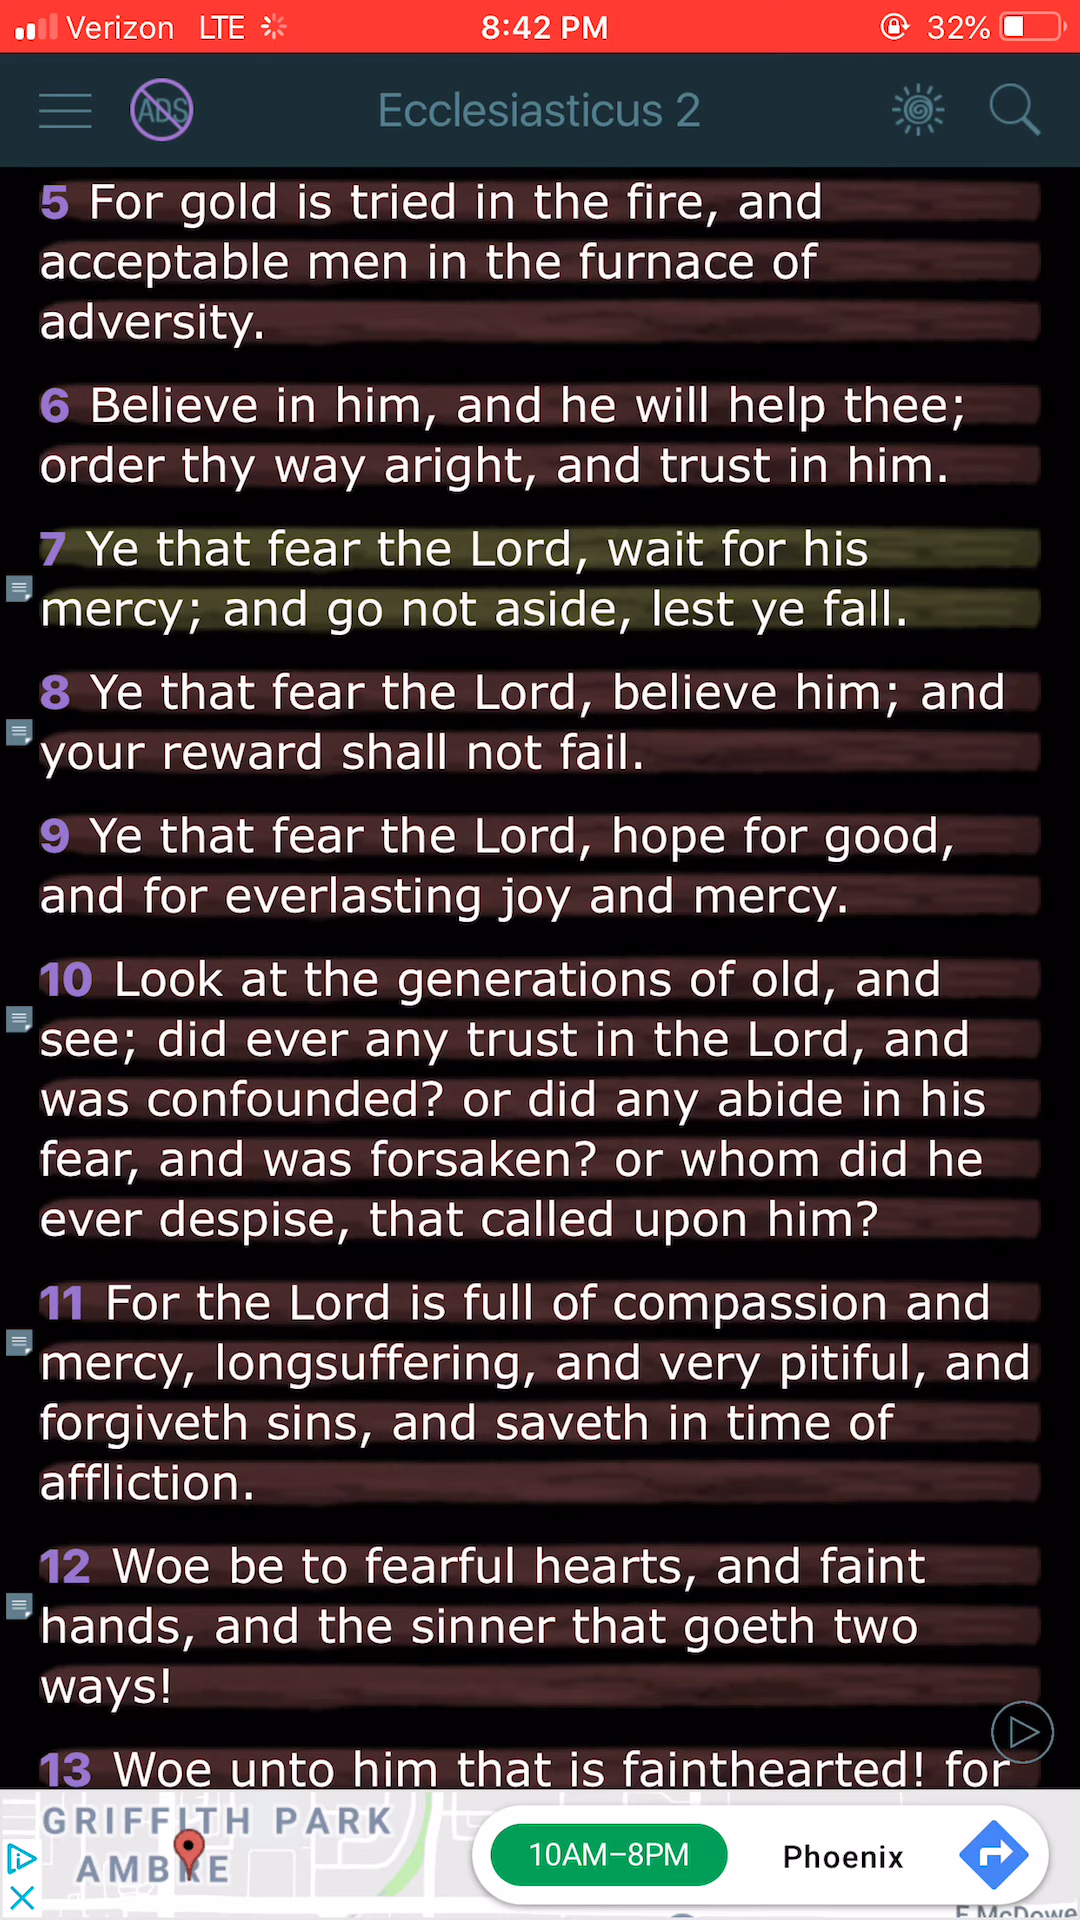 Verizon LTE 8:42 PM 32%
ADS Ecclesiasticus 2
5 For gold is tried in the fire, and
acceptable men in the furnace of
adversity.
6 Believe in him, and he will help thee;
order thy way aright, and trust in him.
7 Ye that fear the Lord, wait for his
mercy; and go not aside, lest ye fall.
8 Ye that fear the Lord, believe him; and
your reward shall not fail.
9 Ye that fear the Lord, hope for good,
and for everlasting joy and mercy.
10 Look at the generations of old, and
see; did ever any trust in the Lord, and
was confounded? or did any abide in his
fear, and was forsaken? or whom did he
ever despise, that called upon him?
11 For the Lord is full of compassion and
mercy, longsuffering, and very pitiful, and
forgiveth sins, and saveth in time of
affliction.
12 Woe be to fearful hearts, and faint
hands, and the sinner that goeth two
ways!
13 Woe unto him that is fainthearted! for
GRIFFITH PARK
10AM–8PM Phoenix
E McDowe